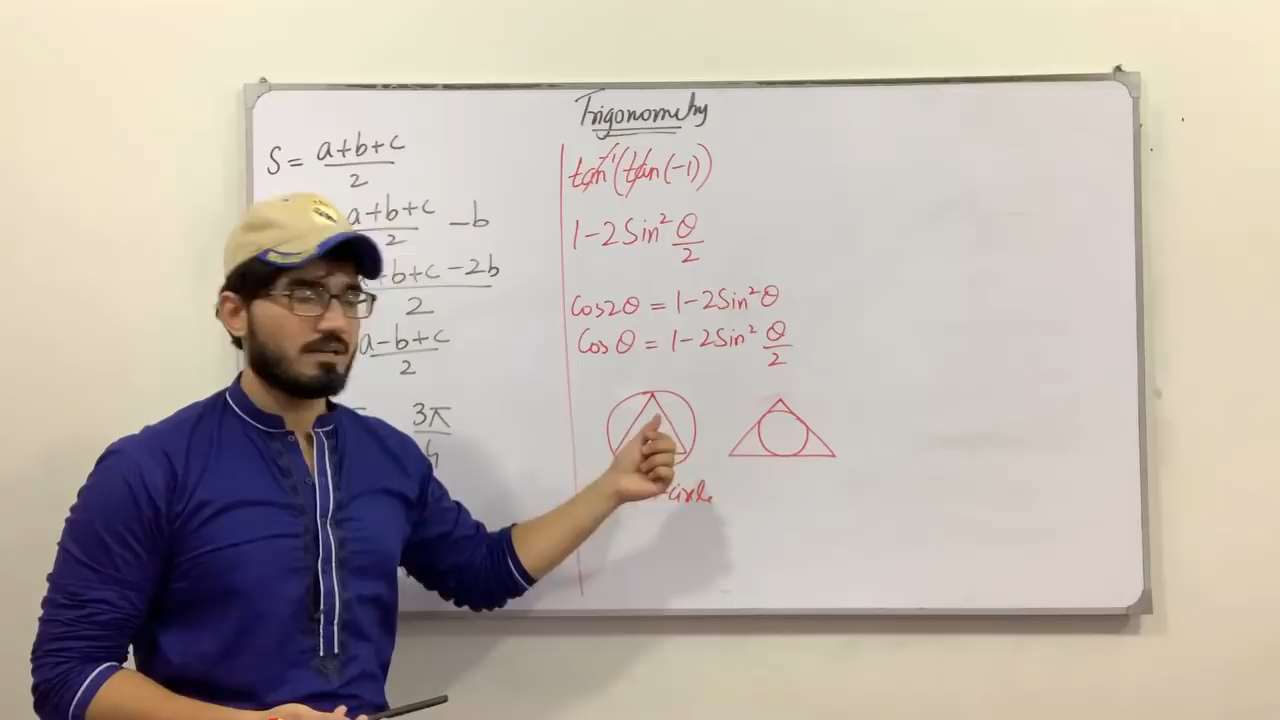 Trigonometry
S = a+b+c / 2
a+b+c / 2 - b
+b+c-2b / 2
a-b+c / 2
3π / 4
tan⁻¹(tan(-1))
1-2Sin² θ/2
Cos2θ = 1-2Sin²θ
Cos θ = 1-2Sin² θ/2